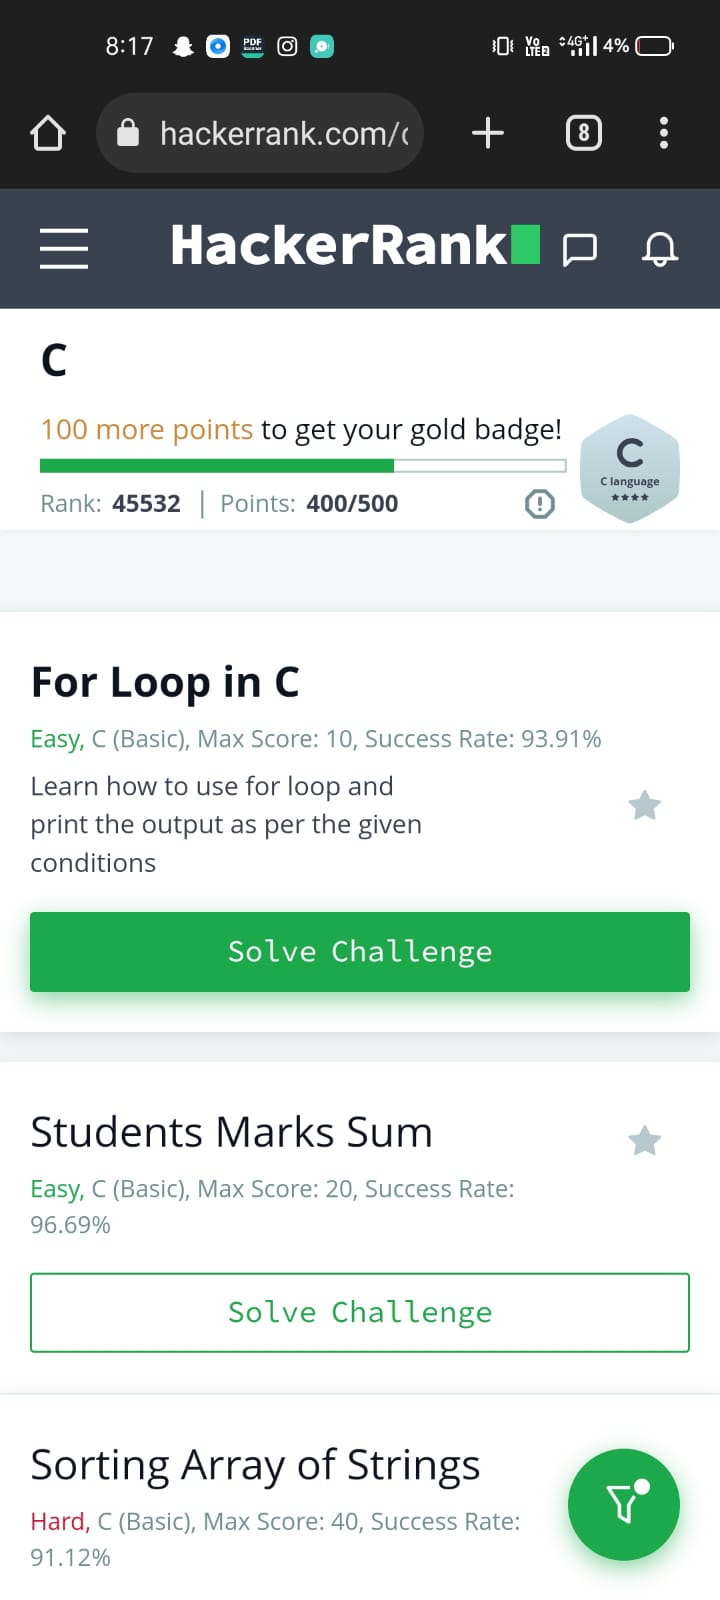 8:17
PDF
Vo
LTE2
4G+
4%
hackerrank.com/c
8
HackerRank
C
100 more points to get your gold badge!
C
C language
Rank: 45532 | Points: 400/500
For Loop in C
Easy, C (Basic), Max Score: 10, Success Rate: 93.91%
Learn how to use for loop and
print the output as per the given
conditions
Solve Challenge
Students Marks Sum
Easy, C (Basic), Max Score: 20, Success Rate:
96.69%
Solve Challenge
Sorting Array of Strings
Hard, C (Basic), Max Score: 40, Success Rate:
91.12%